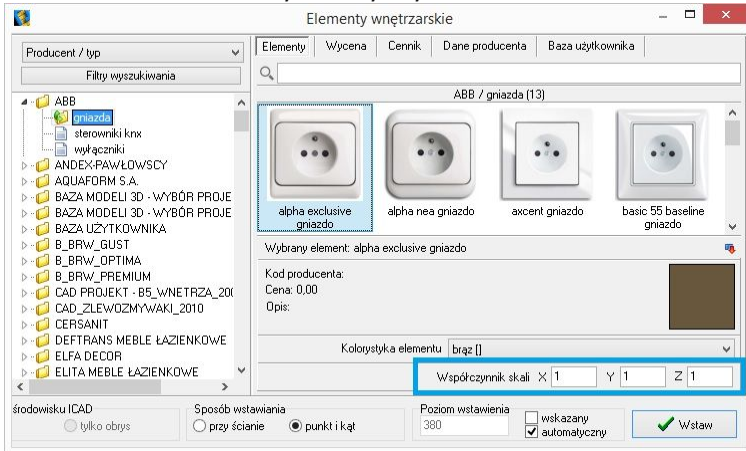 Elementy wnętrzarskie
Producent / typ
Filtry wyszukiwania
ABB
gniazda
sterowniki knx
wyłączniki
ANDEX-PAWŁOWSCY
AQUAFORM S.A.
BAZA MODELI 3D - WYBÓR PROJE
BAZA MODELI 3D - WYBÓR PROJE
BAZA UŻYTKOWNIKA
B_BRW_GUST
B_BRW_OPTIMA
B_BRW_PREMIUM
CAD PROJEKT - B5_WNETRZA_200
CAD_ZLEWOZMYWAKI_2010
CERSANIT
DEFTRANS MEBLE ŁAZIENKOWE
ELFA DECOR
ELITA MEBLE ŁAZIENKOWE
Elementy Wycena Cennik Dane producenta Baza użytkownika
ABB / gniazda (13)
alpha exclusive gniazdo
alpha nea gniazdo
axcent gniazdo
basic 55 baseline gniazdo
Wybrany element: alpha exclusive gniazdo
Kod producenta:
Cena: 0,00
Opis:
Kolorystyka elementu brąz []
Współczynnik skali X 1 Y 1 Z 1
środowisku ICAD
tylko obrys
Sposób wstawiania
przy ścianie punkt i kąt
Poziom wstawienia
380
wskazany
automatyczny
Wstaw